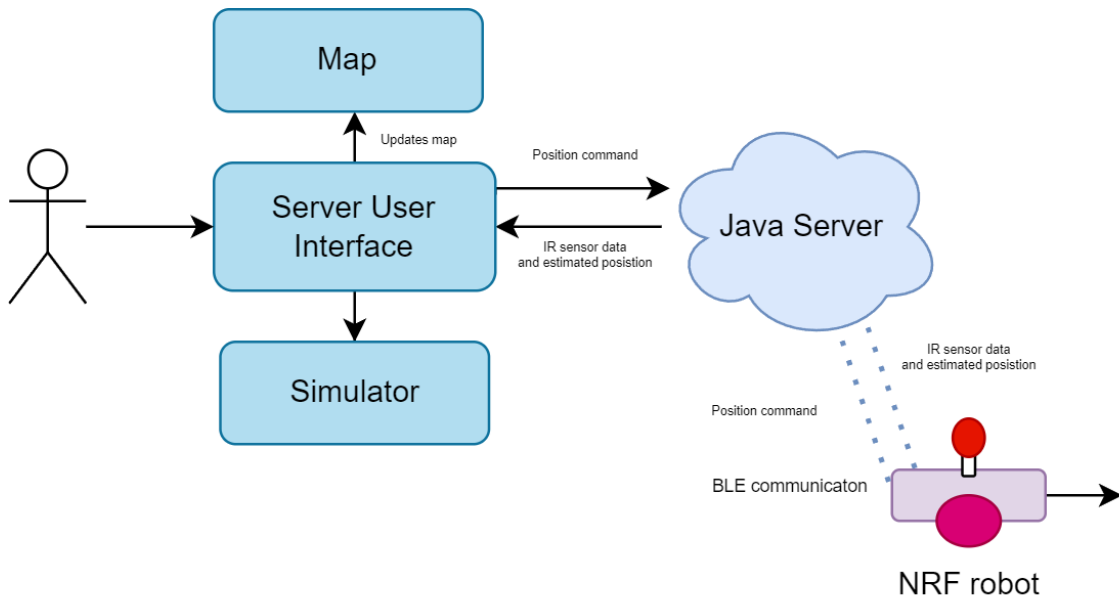 Map
Updates map
Position command
Server User
Interface
Java Server
IR sensor data
and estimated posistion
Simulator
IR sensor data
and estimated posistion
Position command
BLE communicaton
NRF robot